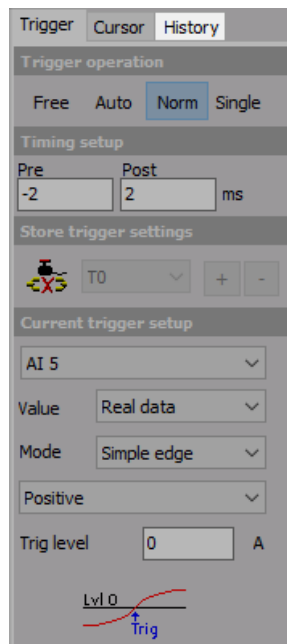 Trigger Cursor History
Trigger operation
Free Auto Norm Single
Timing setup
Pre Post
-2 2 ms
Store trigger settings
T0 + -
Current trigger setup
AI 5
Value Real data
Mode Simple edge
Positive
Trig level 0 A
Lvl 0
Trig